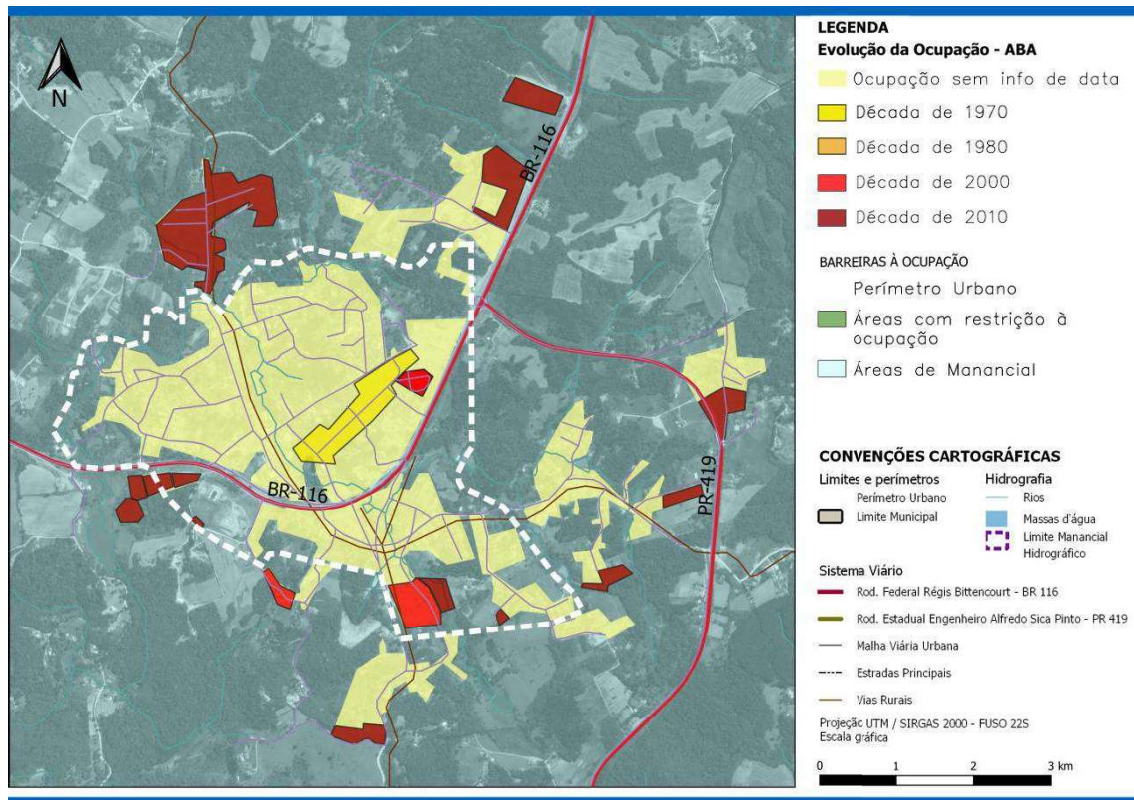 N
BR-116
BR-116
PR-419
LEGENDA
Evolução da Ocupação - ABA
Ocupação sem info de data
Década de 1970
Década de 1980
Década de 2000
Década de 2010
BARREIRAS À OCUPAÇÃO
Perímetro Urbano
Áreas com restrição à
ocupação
Áreas de Manancial
CONVENÇÕES CARTOGRÁFICAS
Limites e perímetros
Perímetro Urbano
Limite Municipal
Hidrografia
Rios
Massas d'água
Limite Manancial
Hidrográfico
Sistema Viário
Rod. Federal Régis Bittencourt - BR 116
Rod. Estadual Engenheiro Alfredo Sica Pinto - PR 419
Malha Viária Urbana
Estradas Principais
Vias Rurais
Projeçã UTM / SIRGAS 2000 - FUSO 22S
Escala gráfica
0 1 2 3 km